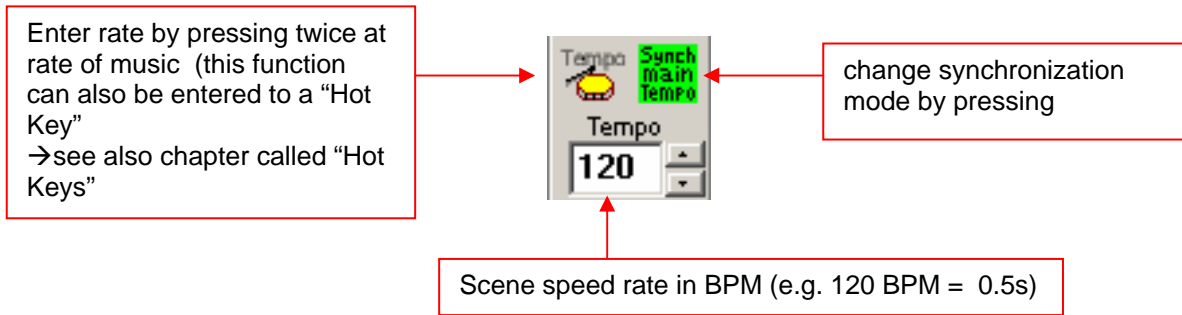 Enter rate by pressing twice at
rate of music  (this function
can also be entered to a “Hot
Key”
→see also chapter called “Hot
Keys”
Tempo
Synch
main
Tempo
Tempo
120
change synchronization
mode by pressing
Scene speed rate in BPM (e.g. 120 BPM =  0.5s)